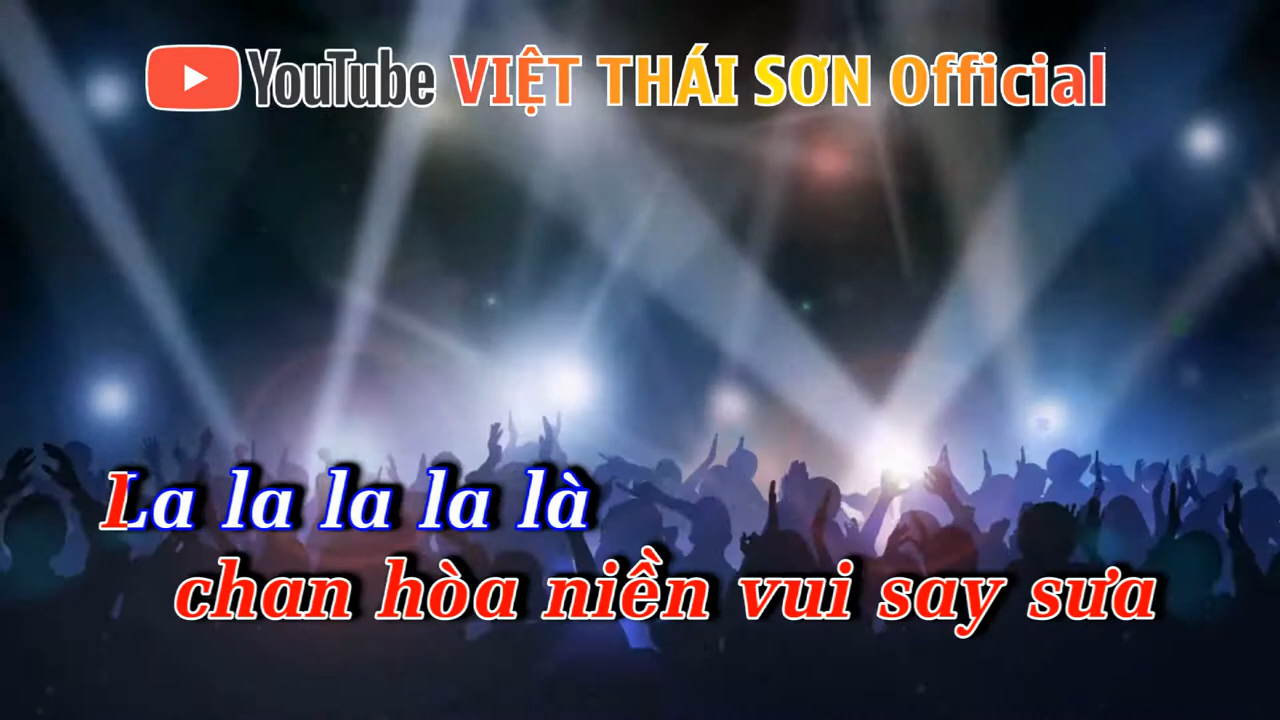 YouTube VIỆT THÁI SƠN Official
La la la la là
chan hòa niền vui say sưa